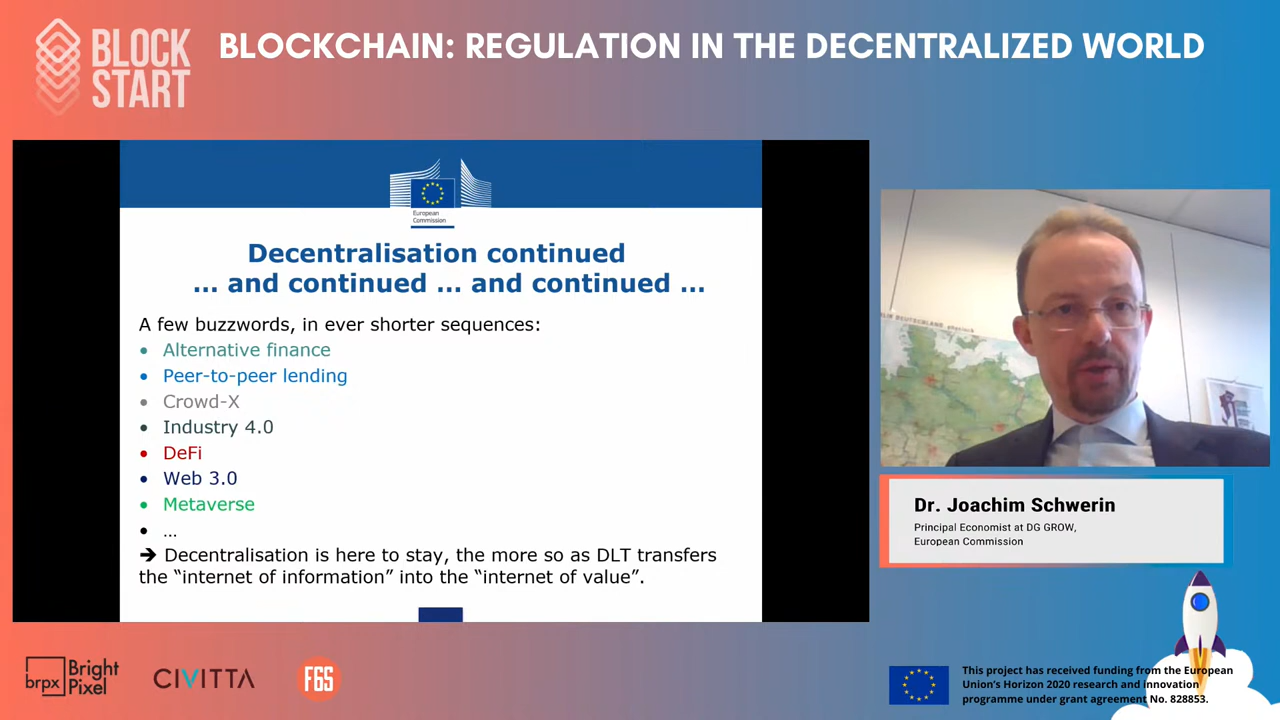 BLOCK
START
BLOCKCHAIN: REGULATION IN THE DECENTRALIZED WORLD
European
Commission
Decentralisation continued
... and continued ... and continued ...
A few buzzwords, in ever shorter sequences:
• Alternative finance
• Peer-to-peer lending
• Crowd-X
• Industry 4.0
• DeFi
• Web 3.0
• Metaverse
• ...
➔ Decentralisation is here to stay, the more so as DLT transfers
the “internet of information” into the “internet of value”.
DEUTSCHLAND
Dr. Joachim Schwerin
Principal Economist at DG GROW,
European Commission
brpx
Bright
Pixel
CIVITTA
F6S
This project has received funding from the European
Union's Horizon 2020 research and innovation
programme under grant agreement No. 828853.